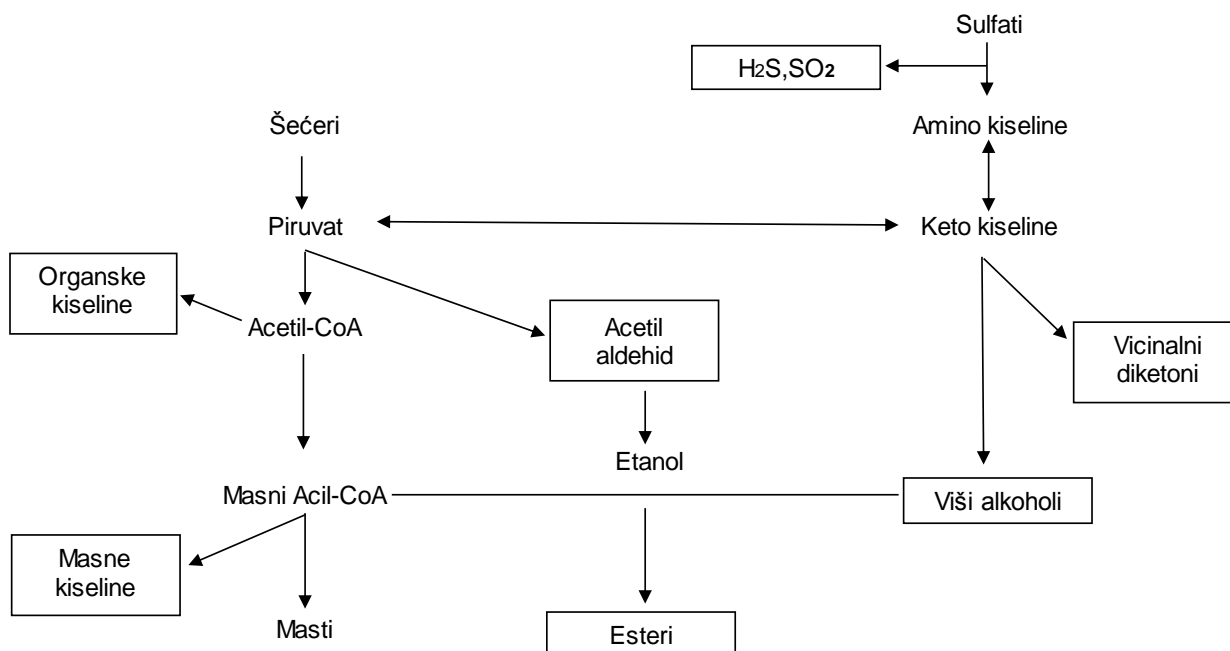 Sulfati
H2S,SO2
Šećeri
Amino kiseline
Piruvat
Keto kiseline
Organske
kiseline
Acetil-CoA
Acetil
aldehid
Vicinalni
diketoni
Etanol
Masni Acil-CoA
Viši alkoholi
Masne
kiseline
Masti
Esteri